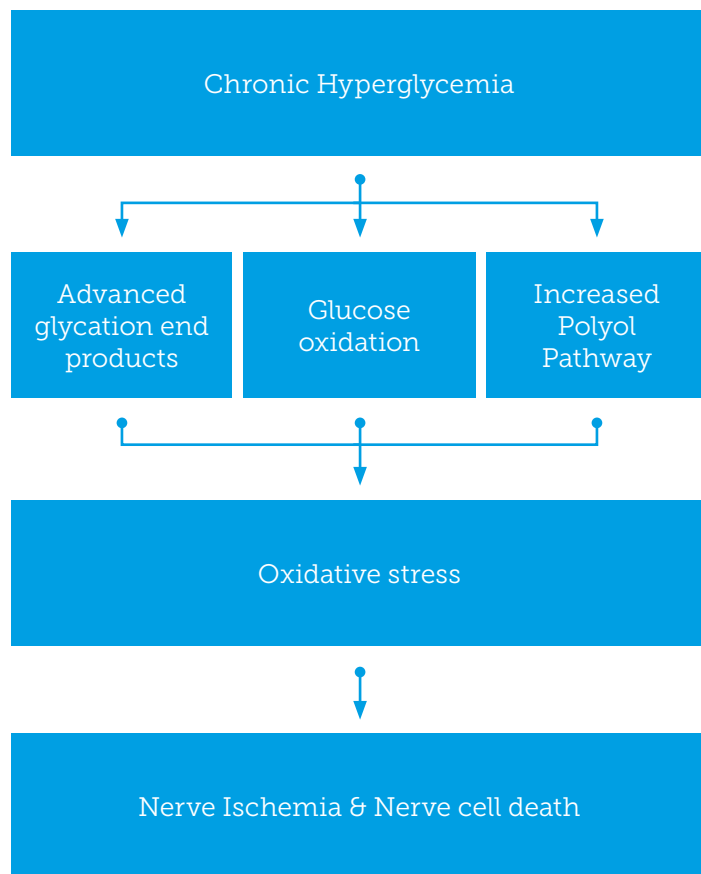 Chronic Hyperglycemia
Advanced
glycation end
products
Glucose
oxidation
Increased
Polyol
Pathway
Oxidative stress
Nerve Ischemia & Nerve cell death